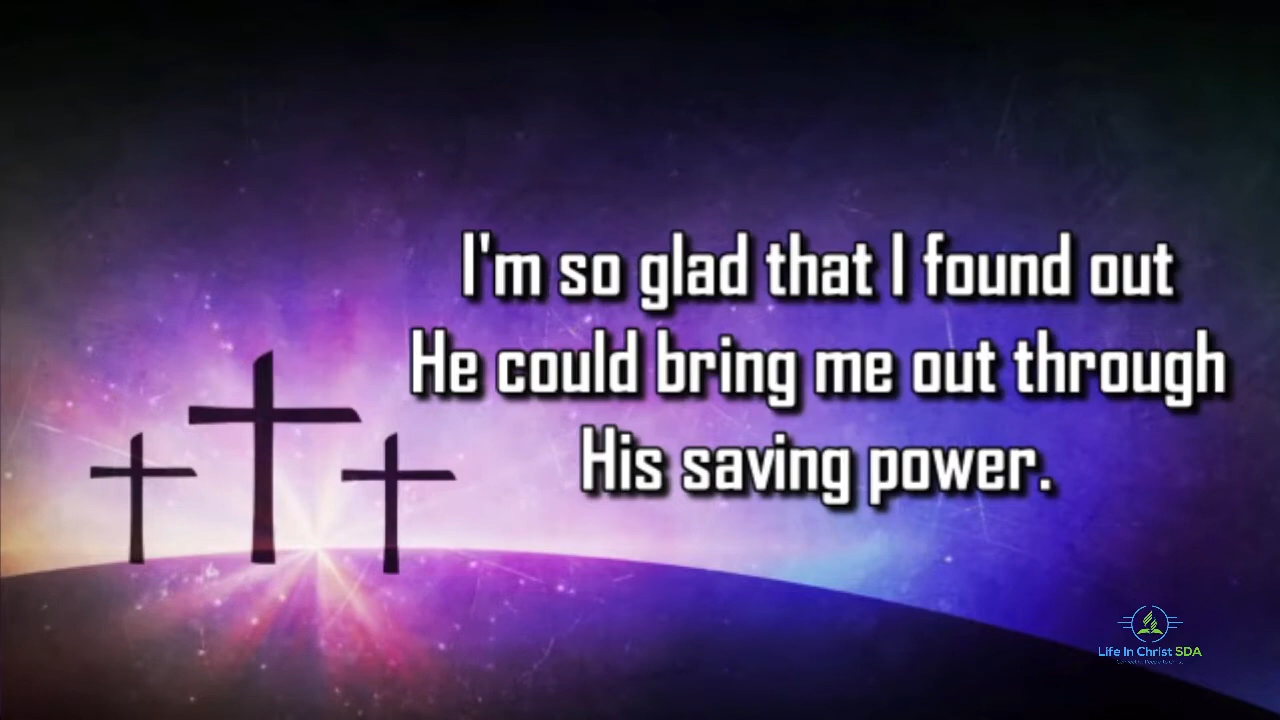 I'm so glad that I found out
He could bring me out through
His saving power.
Life In Christ SDA